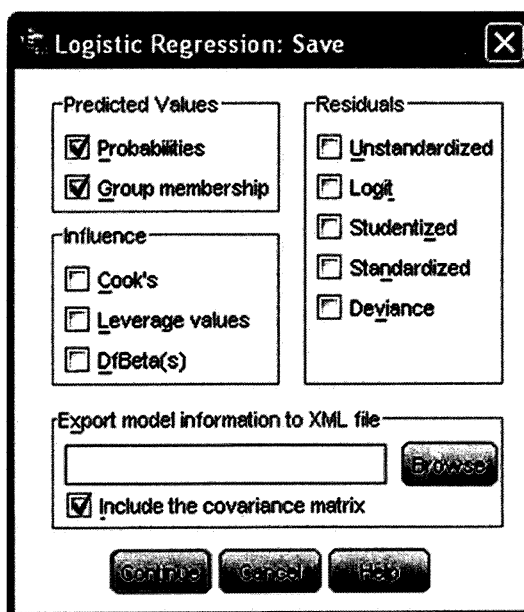 Logistic Regression: Save
Predicted Values
Probabilities
Group membership
Influence
Cook's
Leverage values
DfBeta(s)
Residuals
Unstandardized
Logit
Studentized
Standardized
Deviance
Export model information to XML file
Browse
Include the covariance matrix
Continue Cancel Help